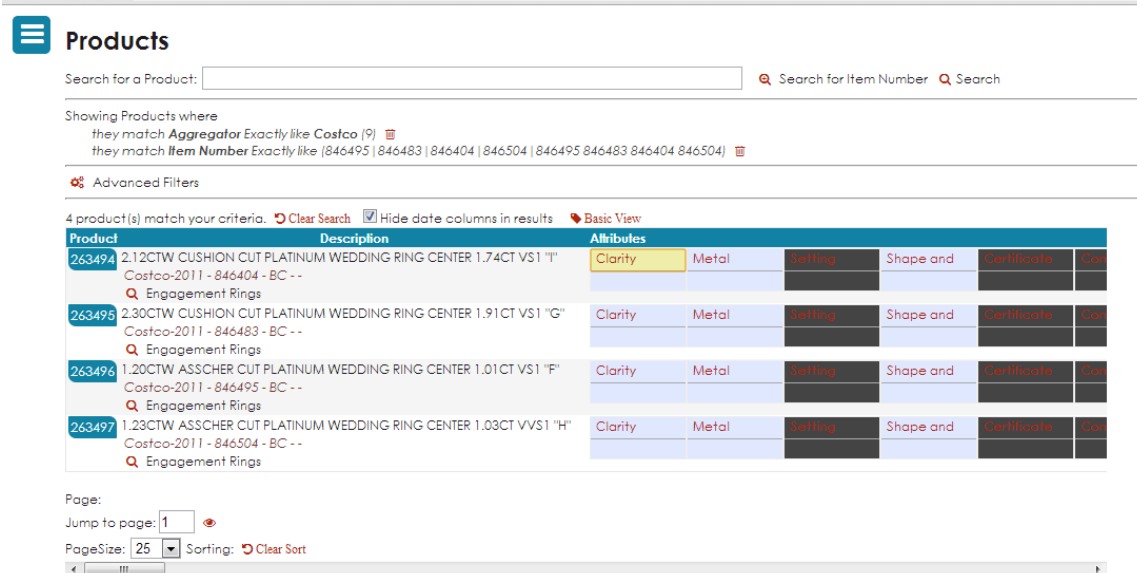 Products
Search for a Product: Search for Item Number Search
Showing Products where
they match Aggregator Exactly like Costco (9)
they match Item Number Exactly like (846495|846483|846404|846504|846495 846483 846404 846504)
Advanced Filters
4 product(s) match your criteria. Clear Search Hide date columns in results Basic View
Product Description Attributes
263494 2.12CTW CUSHION CUT PLATINUM WEDDING RING CENTER 1.74CT VS1 "I" Clarity Metal Setting Shape and Certificate Com
Costco-2011 - 846404 - BC - -
Engagement Rings
263495 2.30CTW CUSHION CUT PLATINUM WEDDING RING CENTER 1.91CT VS1 "G" Clarity Metal Setting Shape and Certificate Com
Costco-2011 - 846483 - BC - -
Engagement Rings
263496 1.20CTW ASSCHER CUT PLATINUM WEDDING RING CENTER 1.01CT VS1 "F" Clarity Metal Setting Shape and Certificate Com
Costco-2011 - 846495 - BC - -
Engagement Rings
263497 1.23CTW ASSCHER CUT PLATINUM WEDDING RING CENTER 1.03CT VVS1 "H" Clarity Metal Setting Shape and Certificate Com
Costco-2011 - 846504 - BC - -
Engagement Rings
Page:
Jump to page: 1
PageSize: 25 Sorting: Clear Sort